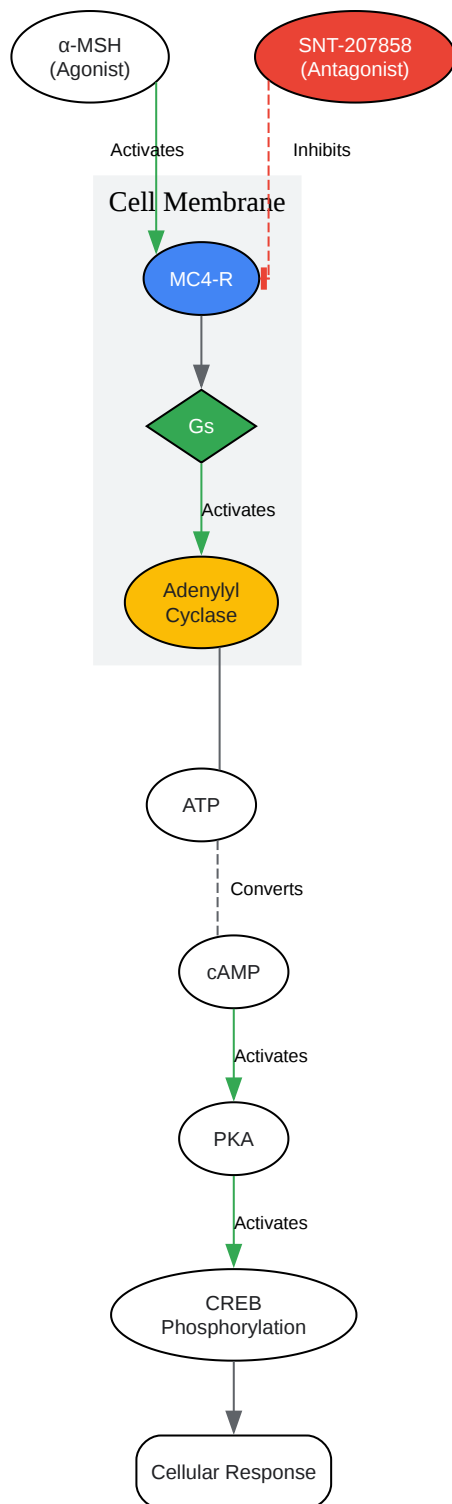 α-MSH
(Agonist)
SNT-207858
(Antagonist)
Activates
Inhibits
Cell Membrane
MC4-R
Gs
Activates
Adenylyl
Cyclase
ATP
Converts
cAMP
Activates
PKA
Activates
CREB
Phosphorylation
Cellular Response